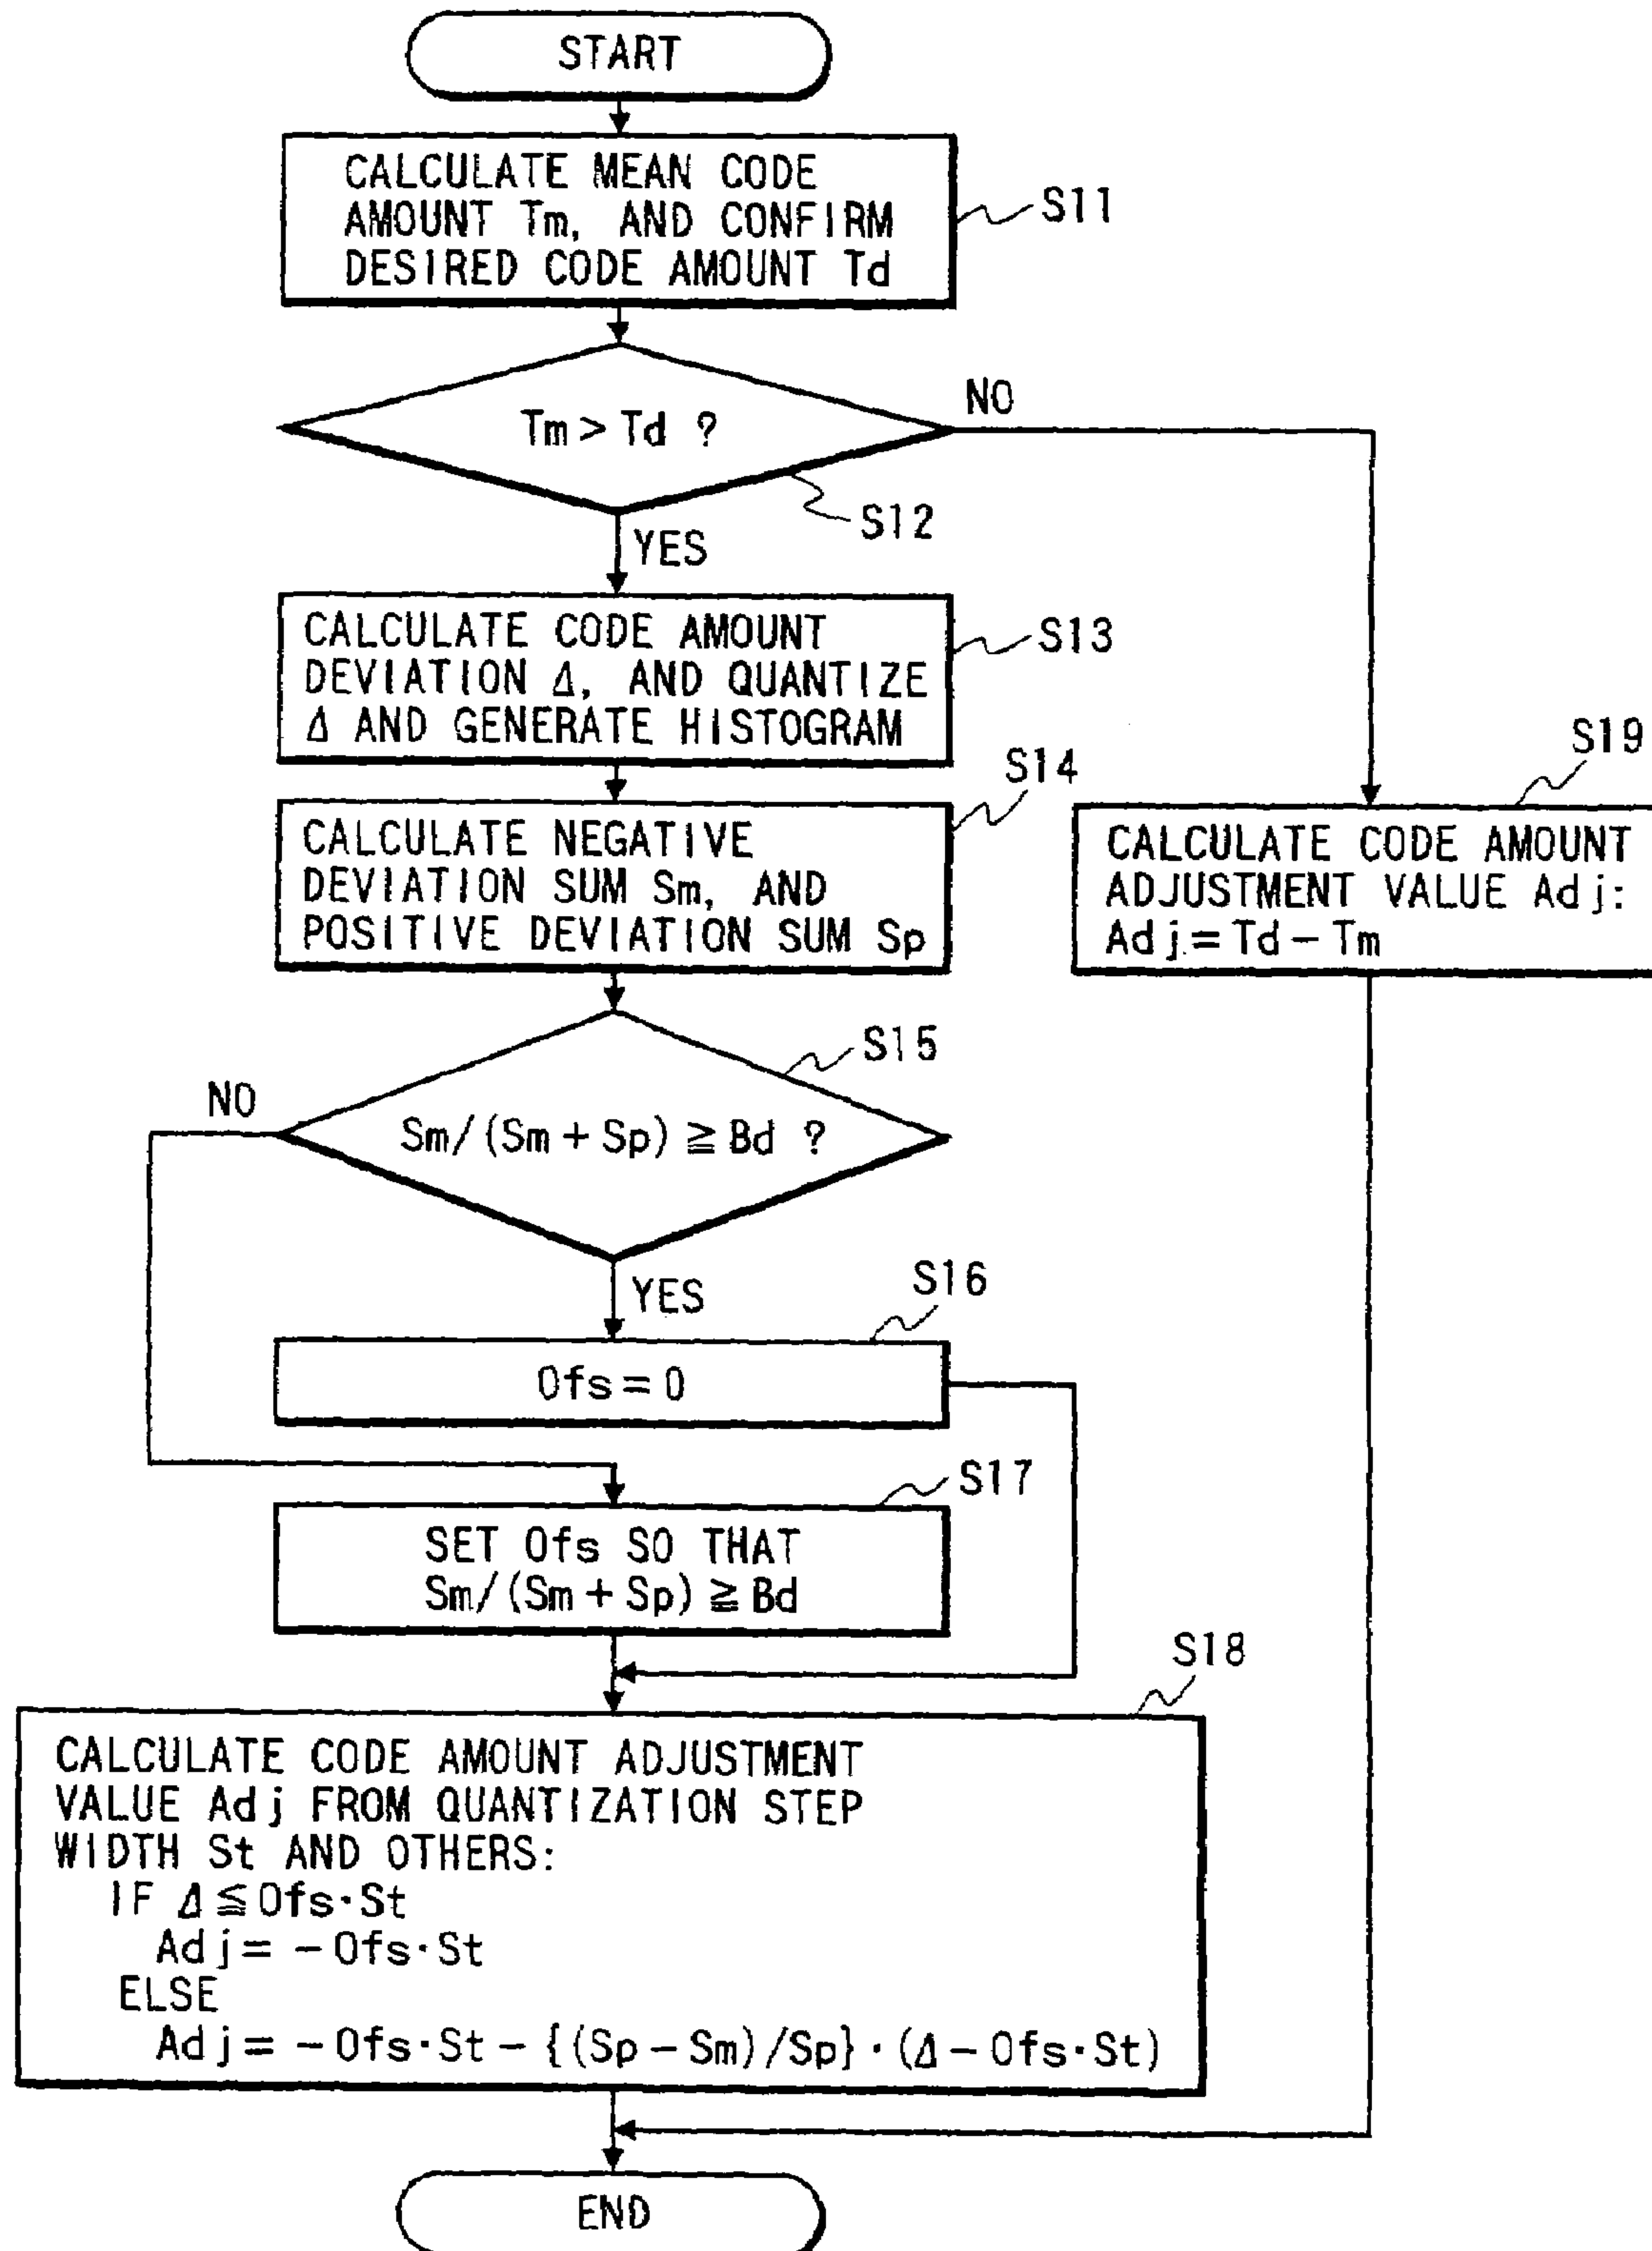 START
CALCULATE MEAN CODE
AMOUNT Tm, AND CONFIRM
DESIRED CODE AMOUNT Td
S11
Tm > Td ?
NO
S12
YES
CALCULATE CODE AMOUNT
DEVIATION Δ, AND QUANTIZE
Δ AND GENERATE HISTOGRAM
S13
CALCULATE NEGATIVE
DEVIATION SUM Sm, AND
POSITIVE DEVIATION SUM Sp
S14
S19
CALCULATE CODE AMOUNT
ADJUSTMENT VALUE Adj:
Adj = Td - Tm
S15
NO
Sm/(Sm + Sp) ≧ Bd ?
YES
S16
Ofs = 0
S17
SET Ofs SO THAT
Sm/(Sm + Sp) ≧ Bd
S18
CALCULATE CODE AMOUNT ADJUSTMENT
VALUE Adj FROM QUANTIZATION STEP
WIDTH St AND OTHERS:
IF Δ ≦ Ofs·St
Adj = - Ofs·St
ELSE
Adj = - Ofs·St - {(Sp - Sm)/Sp} · (Δ - Ofs·St)
END